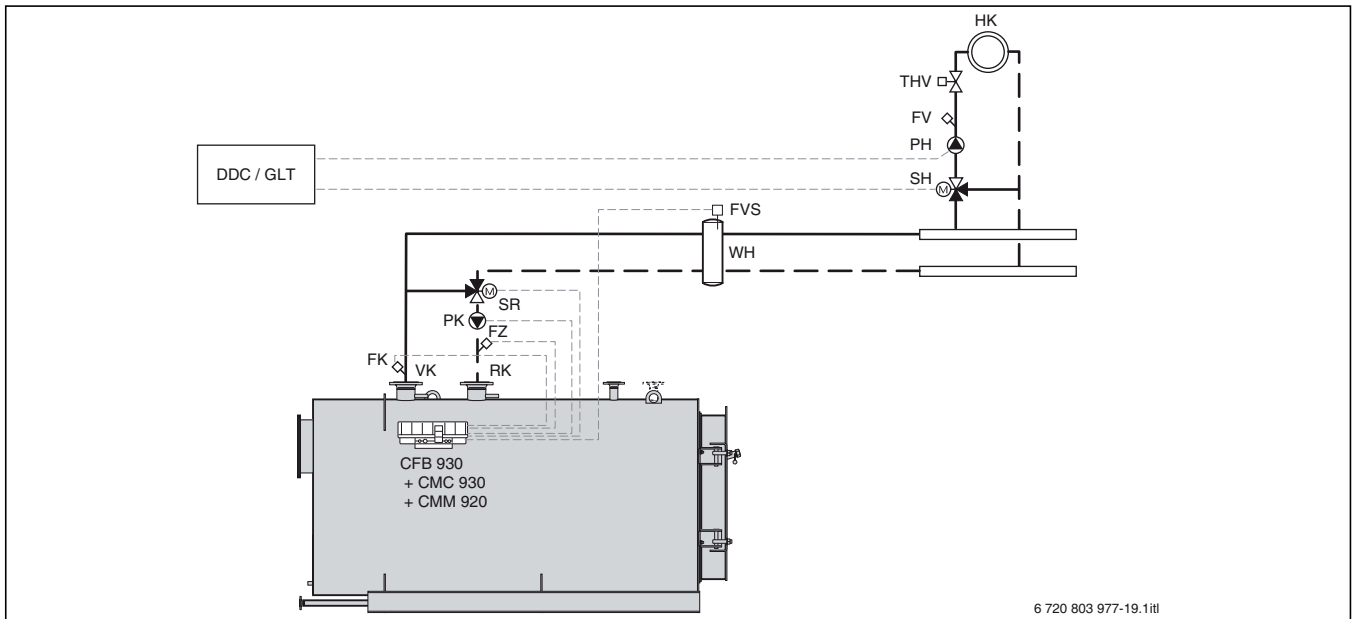 HK
THV
FV
PH
DDC / GLT
SH
M
FVS
WH
M
SR
PK
FZ
FK
VK
RK
CFB 930
+ CMC 930
+ CMM 920
6 720 803 977-19.1itl